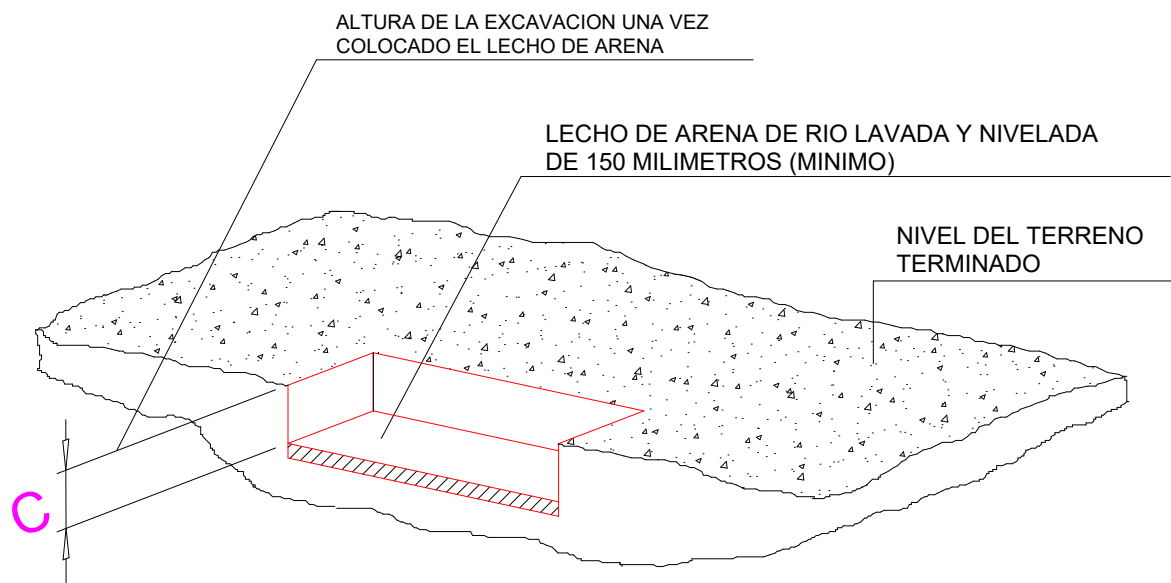 ALTURA DE LA EXCAVACION UNA VEZ
COLOCADO EL LECHO DE ARENA
LECHO DE ARENA DE RIO LAVADA Y NIVELADA
DE 150 MILIMETROS (MINIMO)
NIVEL DEL TERRENO
TERMINADO
C